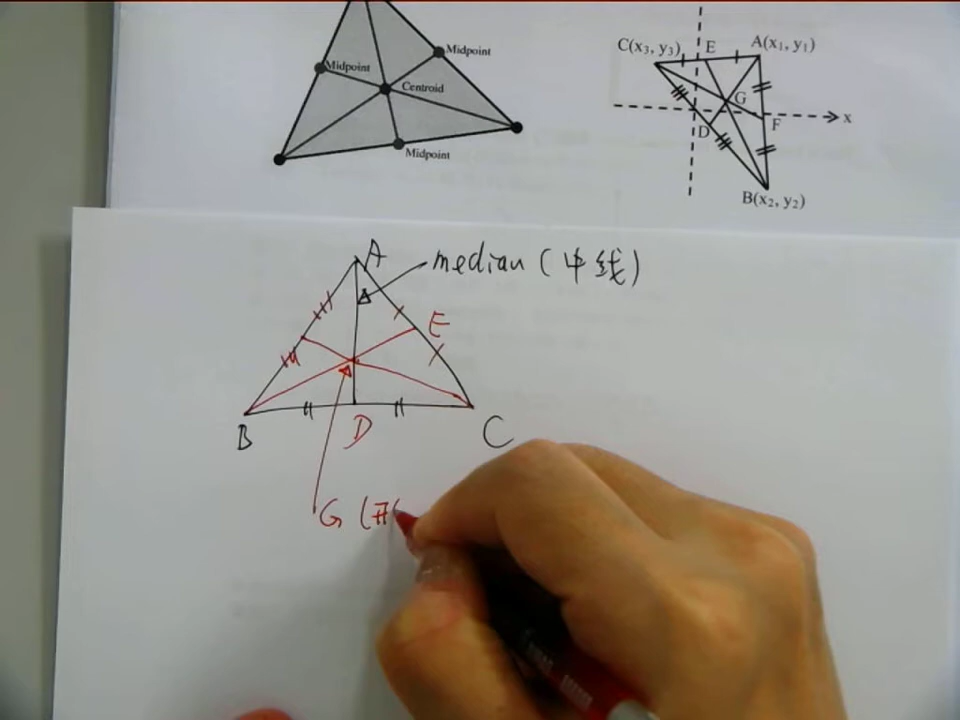 Midpoint
Midpoint
Centroid
Midpoint
C(x₃, y₃) E A(x₁, y₁)
G
x
F
D
B(x₂, y₂)
A
median (中线)
E
B
D
C
G (